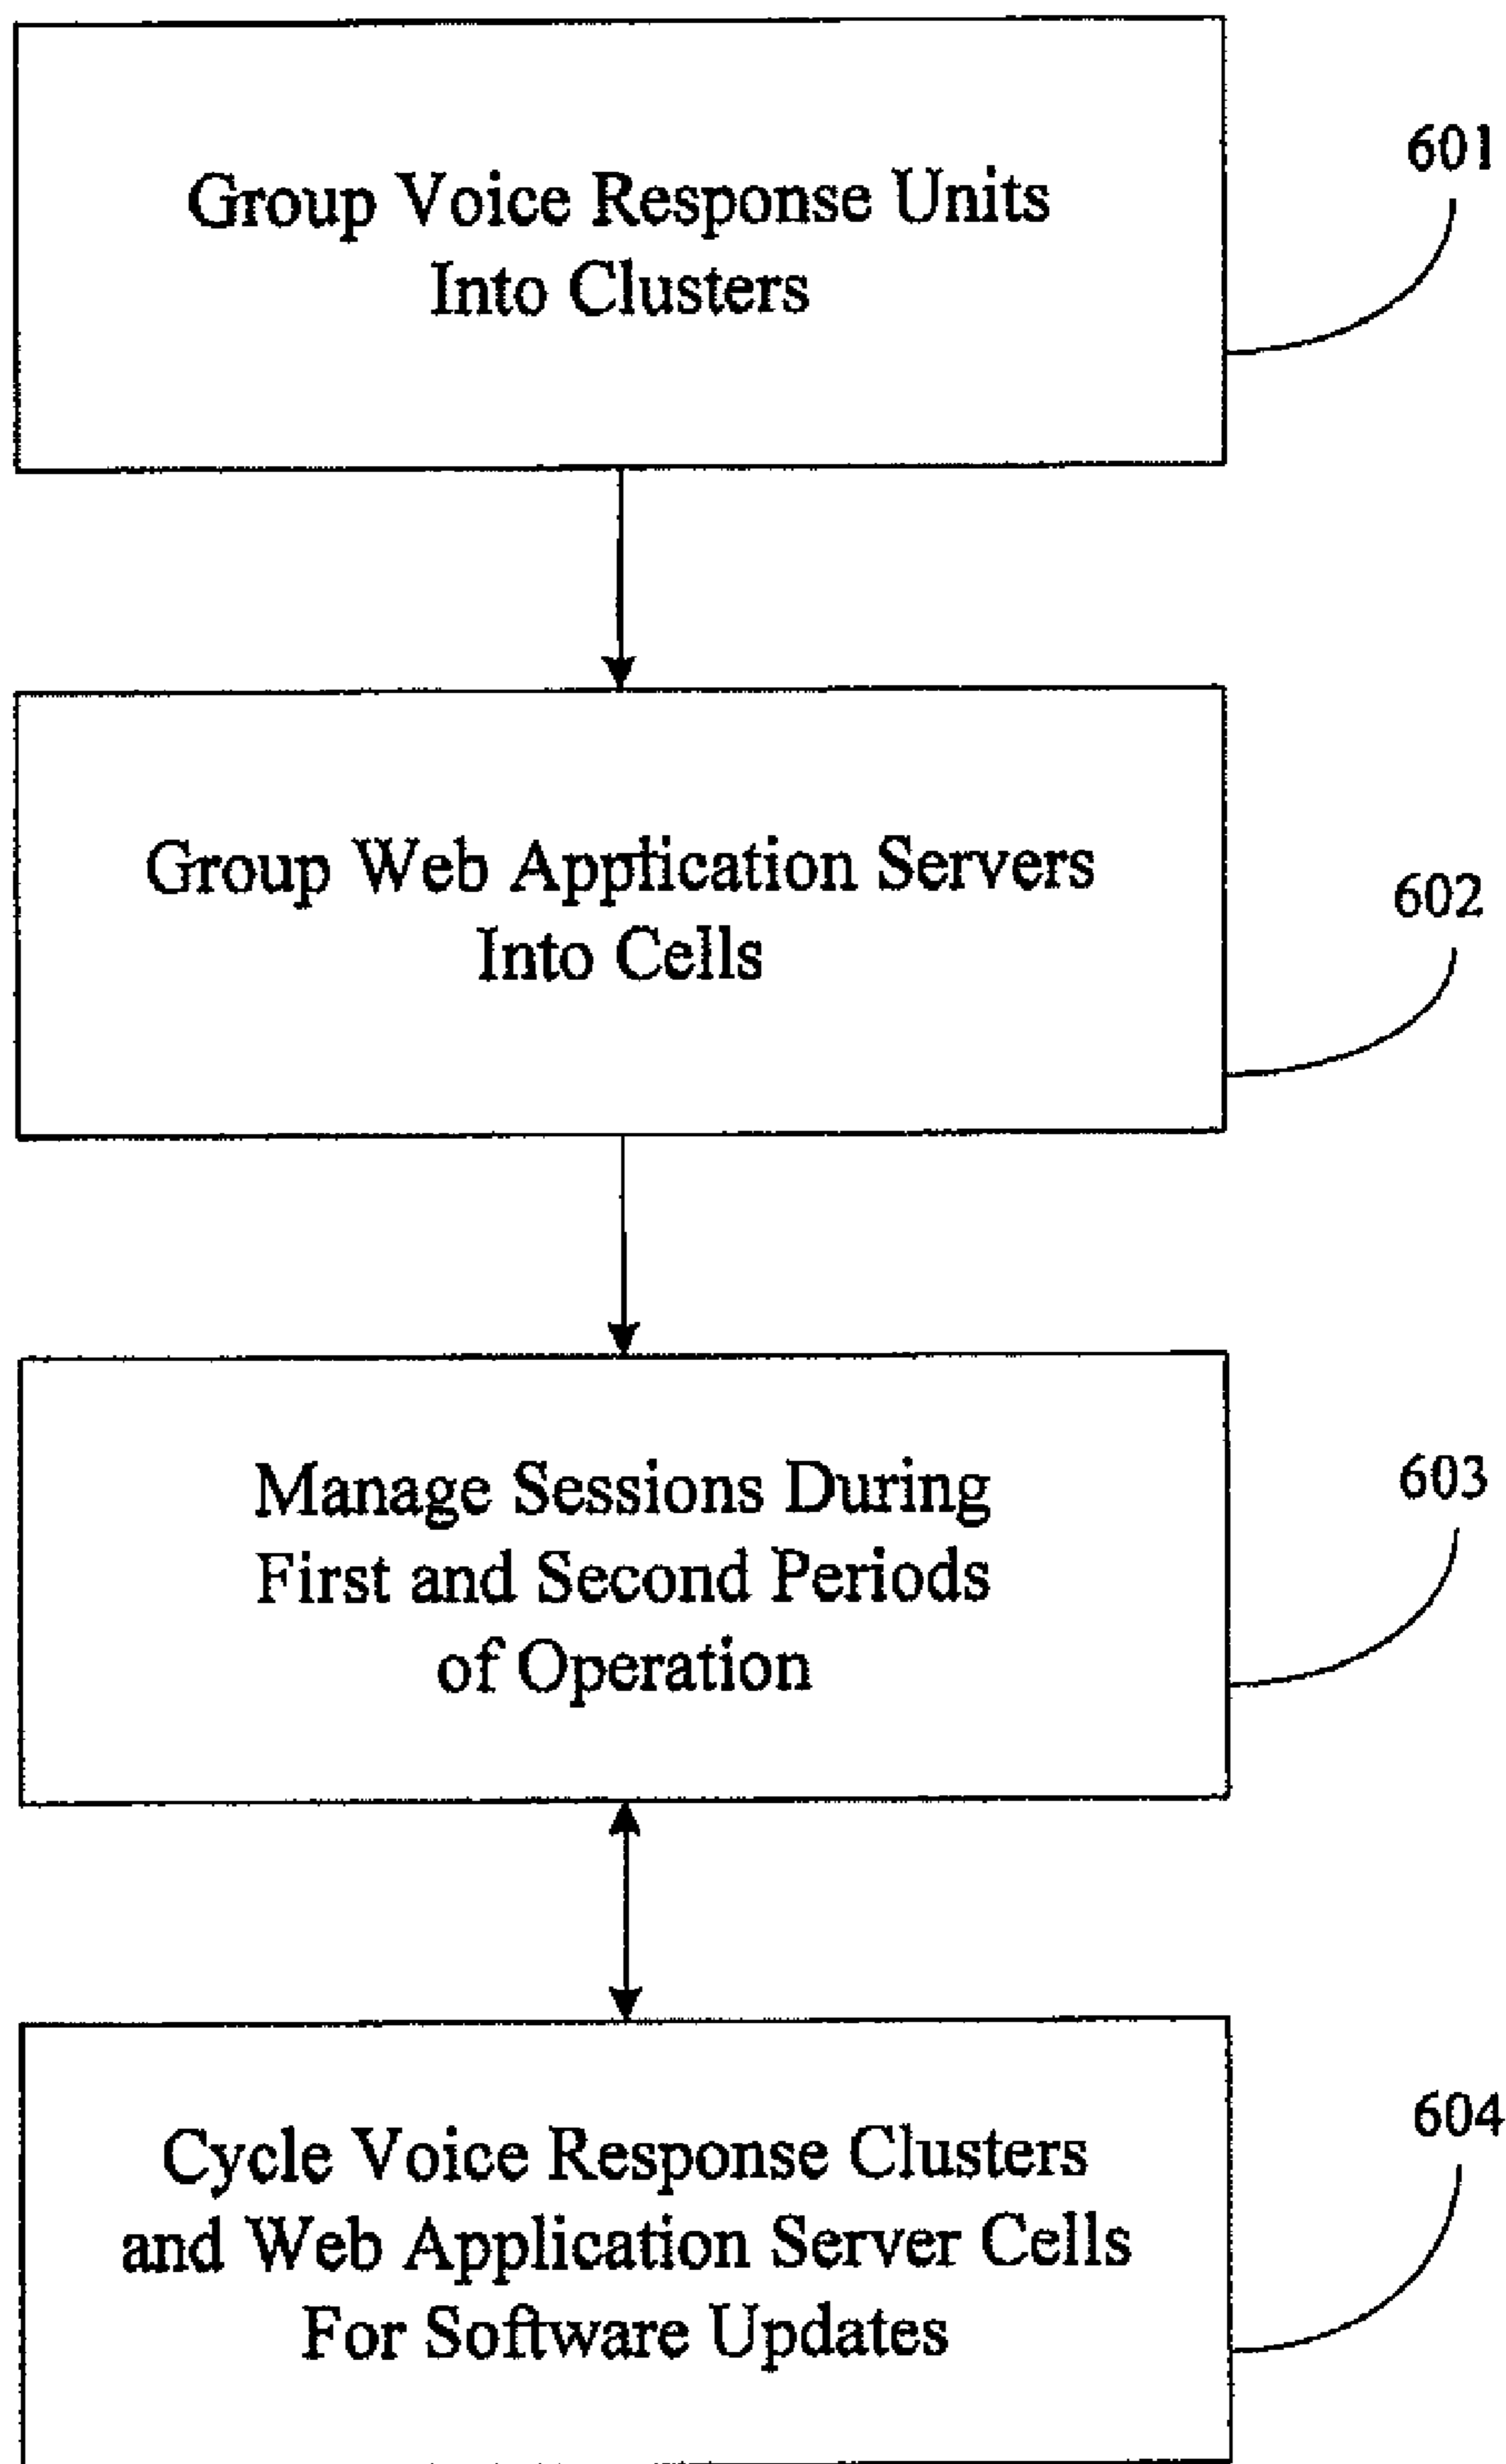 Group Voice Response Units
Into Clusters
601
Group Web Application Servers
Into Cells
602
Manage Sessions During
First and Second Periods
of Operation
603
Cycle Voice Response Clusters
and Web Application Server Cells
For Software Updates
604